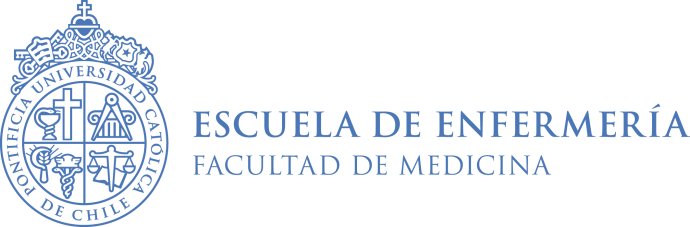 PONTIFICIA UNIVERSIDAD CATÓLICA
DE CHILE
ESCUELA DE ENFERMERÍA
FACULTAD DE MEDICINA